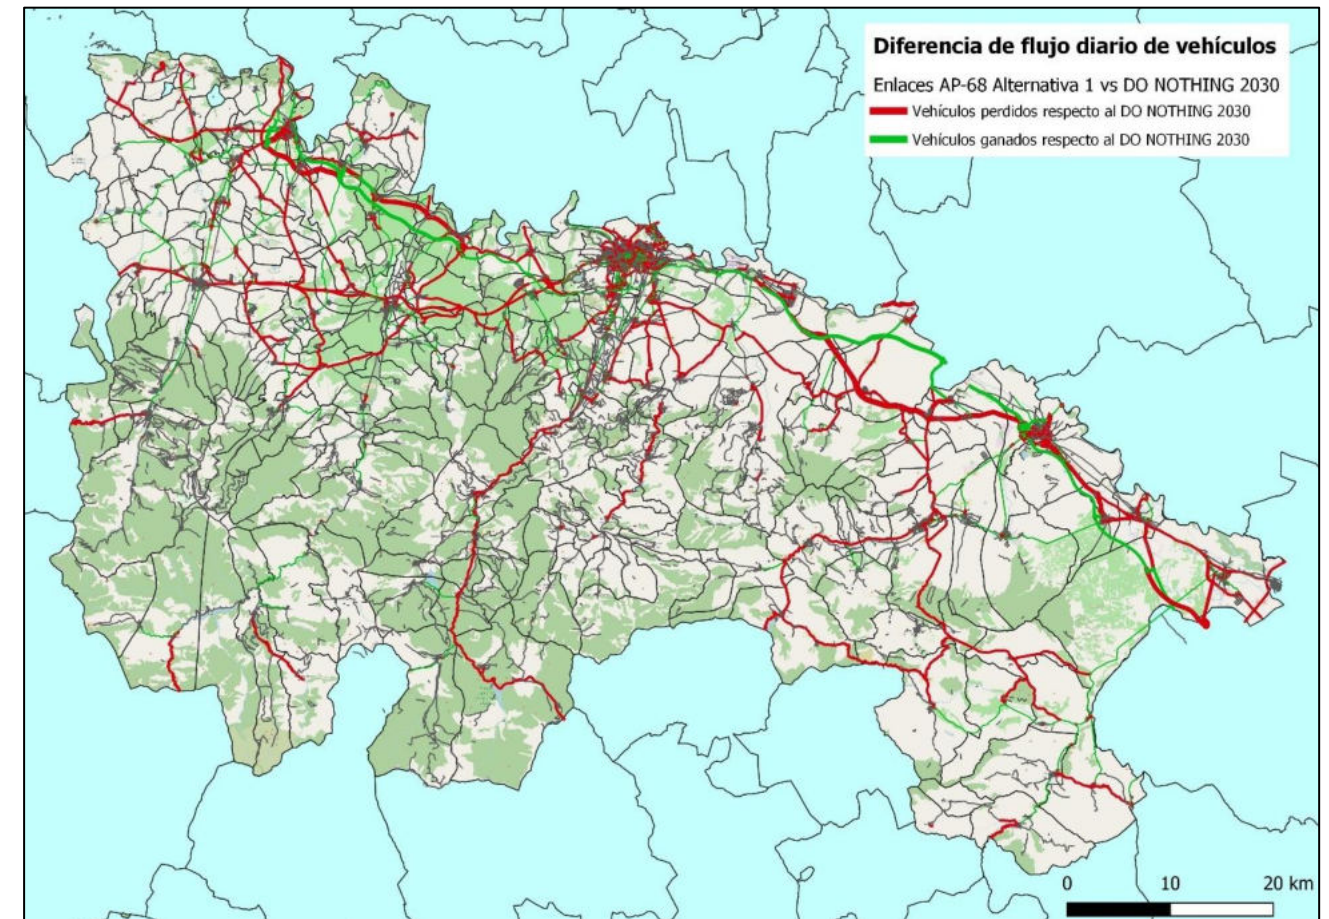 Diferencia de flujo diario de vehículos
Enlaces AP-68 Alternativa 1 vs DO NOTHING 2030
Vehículos perdidos respecto al DO NOTHING 2030
Vehículos ganados respecto al DO NOTHING 2030
0 10 20 km